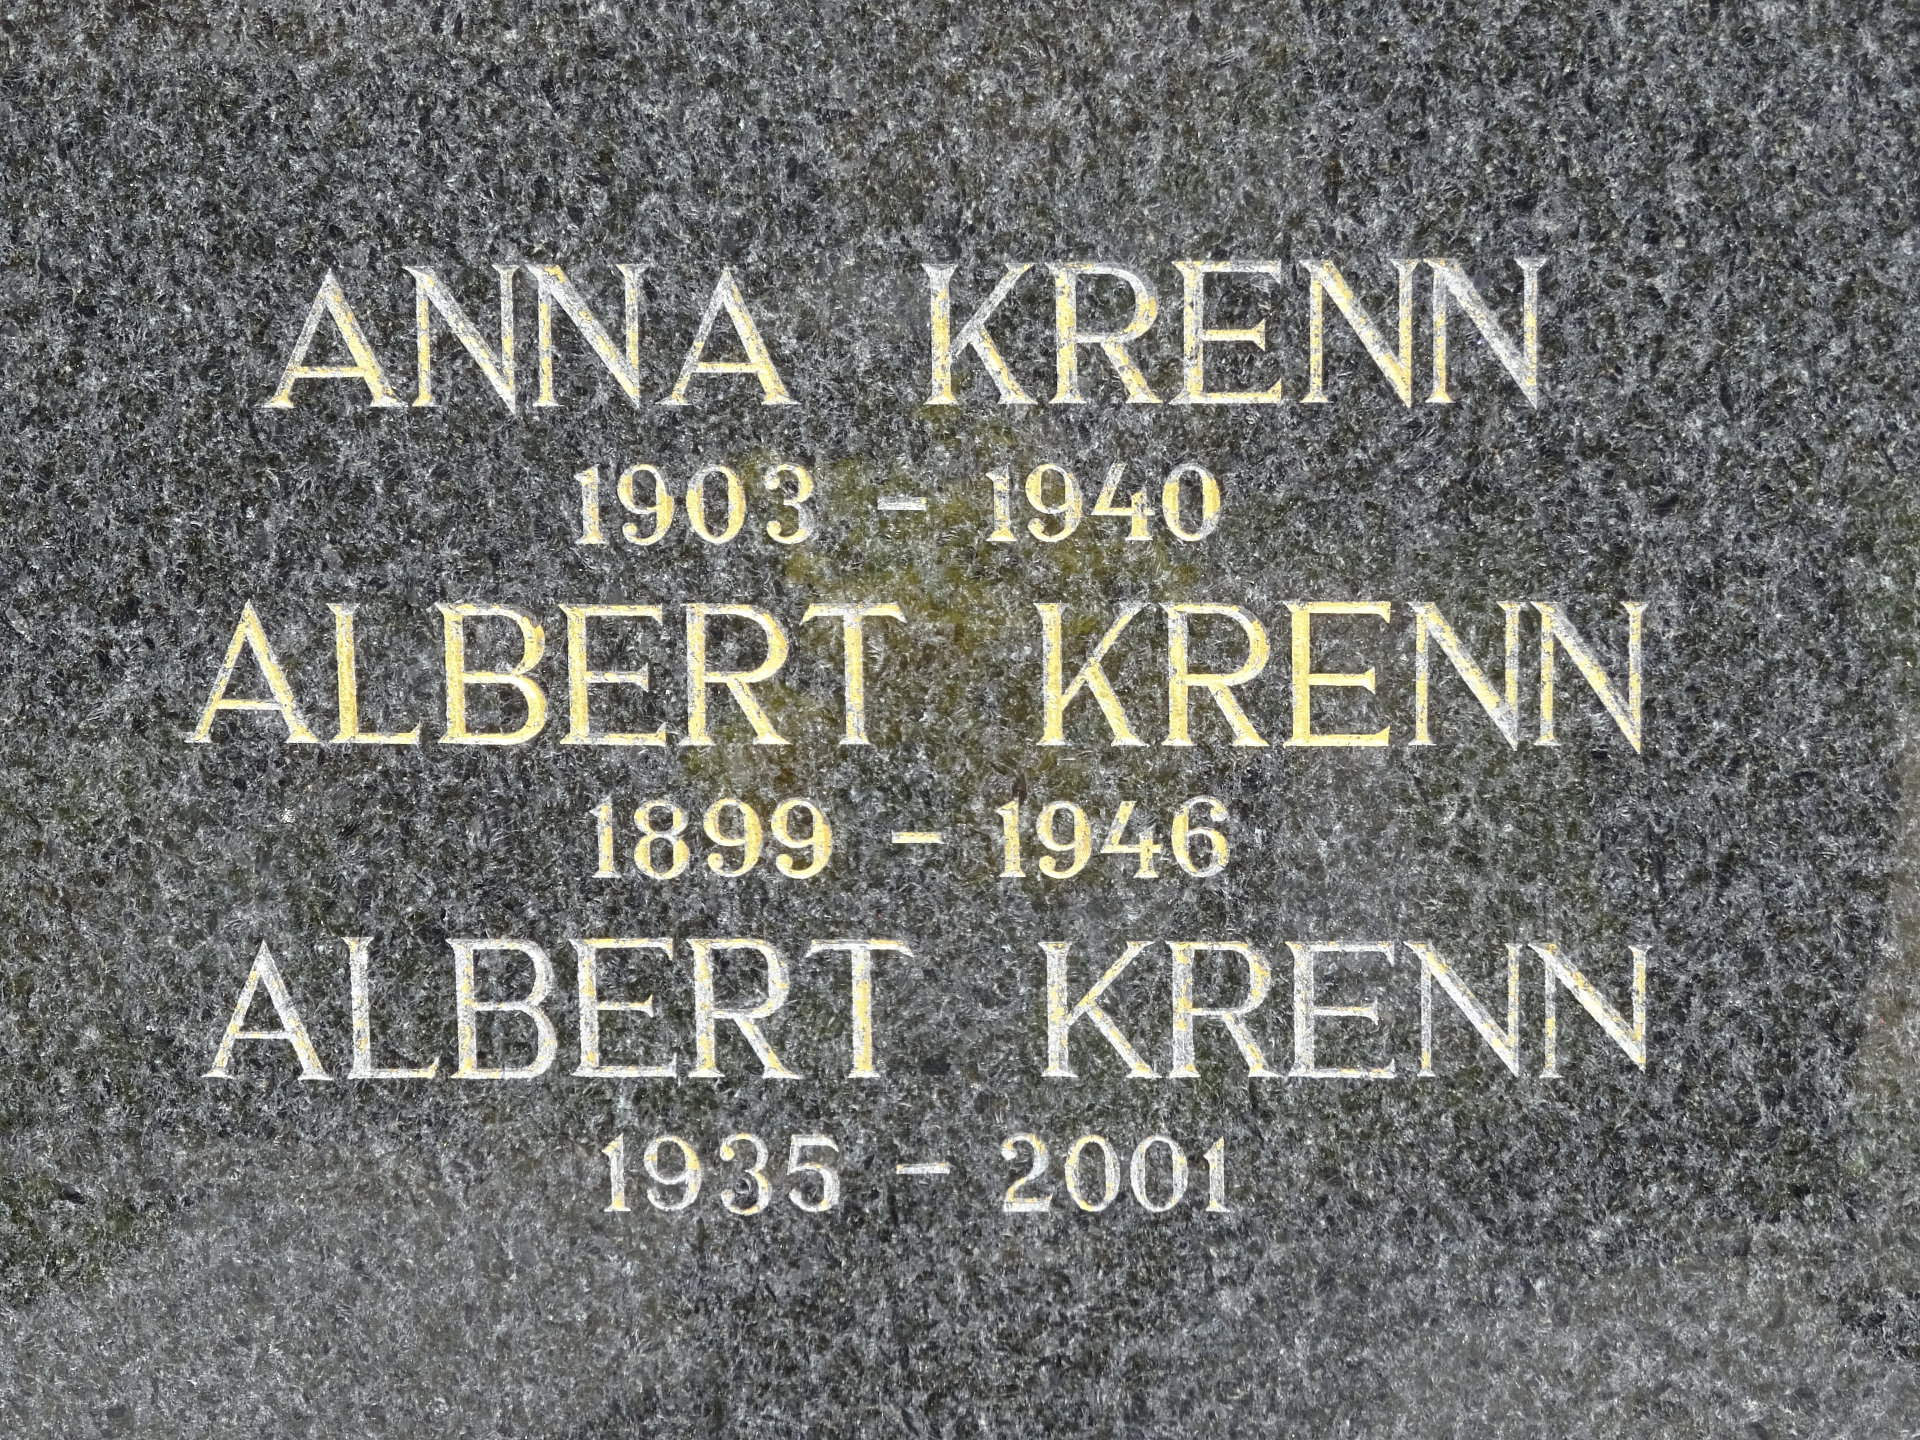 ANNA KRENN
1903 – 1940
ALBERT KRENN
1899 – 1946
ALBERT KRENN
1935 – 2001